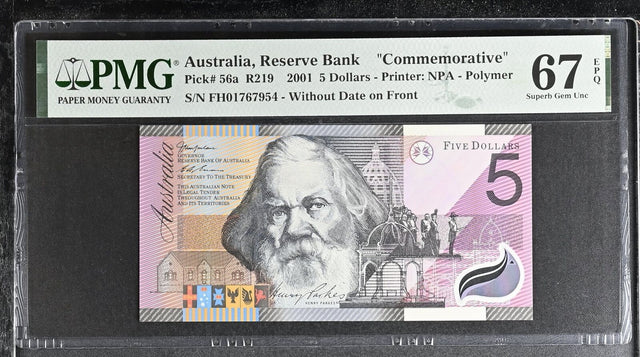 PMG
PAPER MONEY GUARANTY
Australia, Reserve Bank "Commemorative"
Pick# 56a R219 2001 5 Dollars - Printer: NPA - Polymer
S/N FH01767954 - Without Date on Front
67
EPQ
Superb Gem Unc
Australia
GOVERNOR
RESERVE BANK OF AUSTRALIA
SECRETARY TO THE TREASURY
THIS AUSTRALIAN NOTE
IS LEGAL TENDER
THROUGHOUT AUSTRALIA
AND ITS TERRITORIES
FIVE DOLLARS
5
Henry Parkes
HENRY PARKES